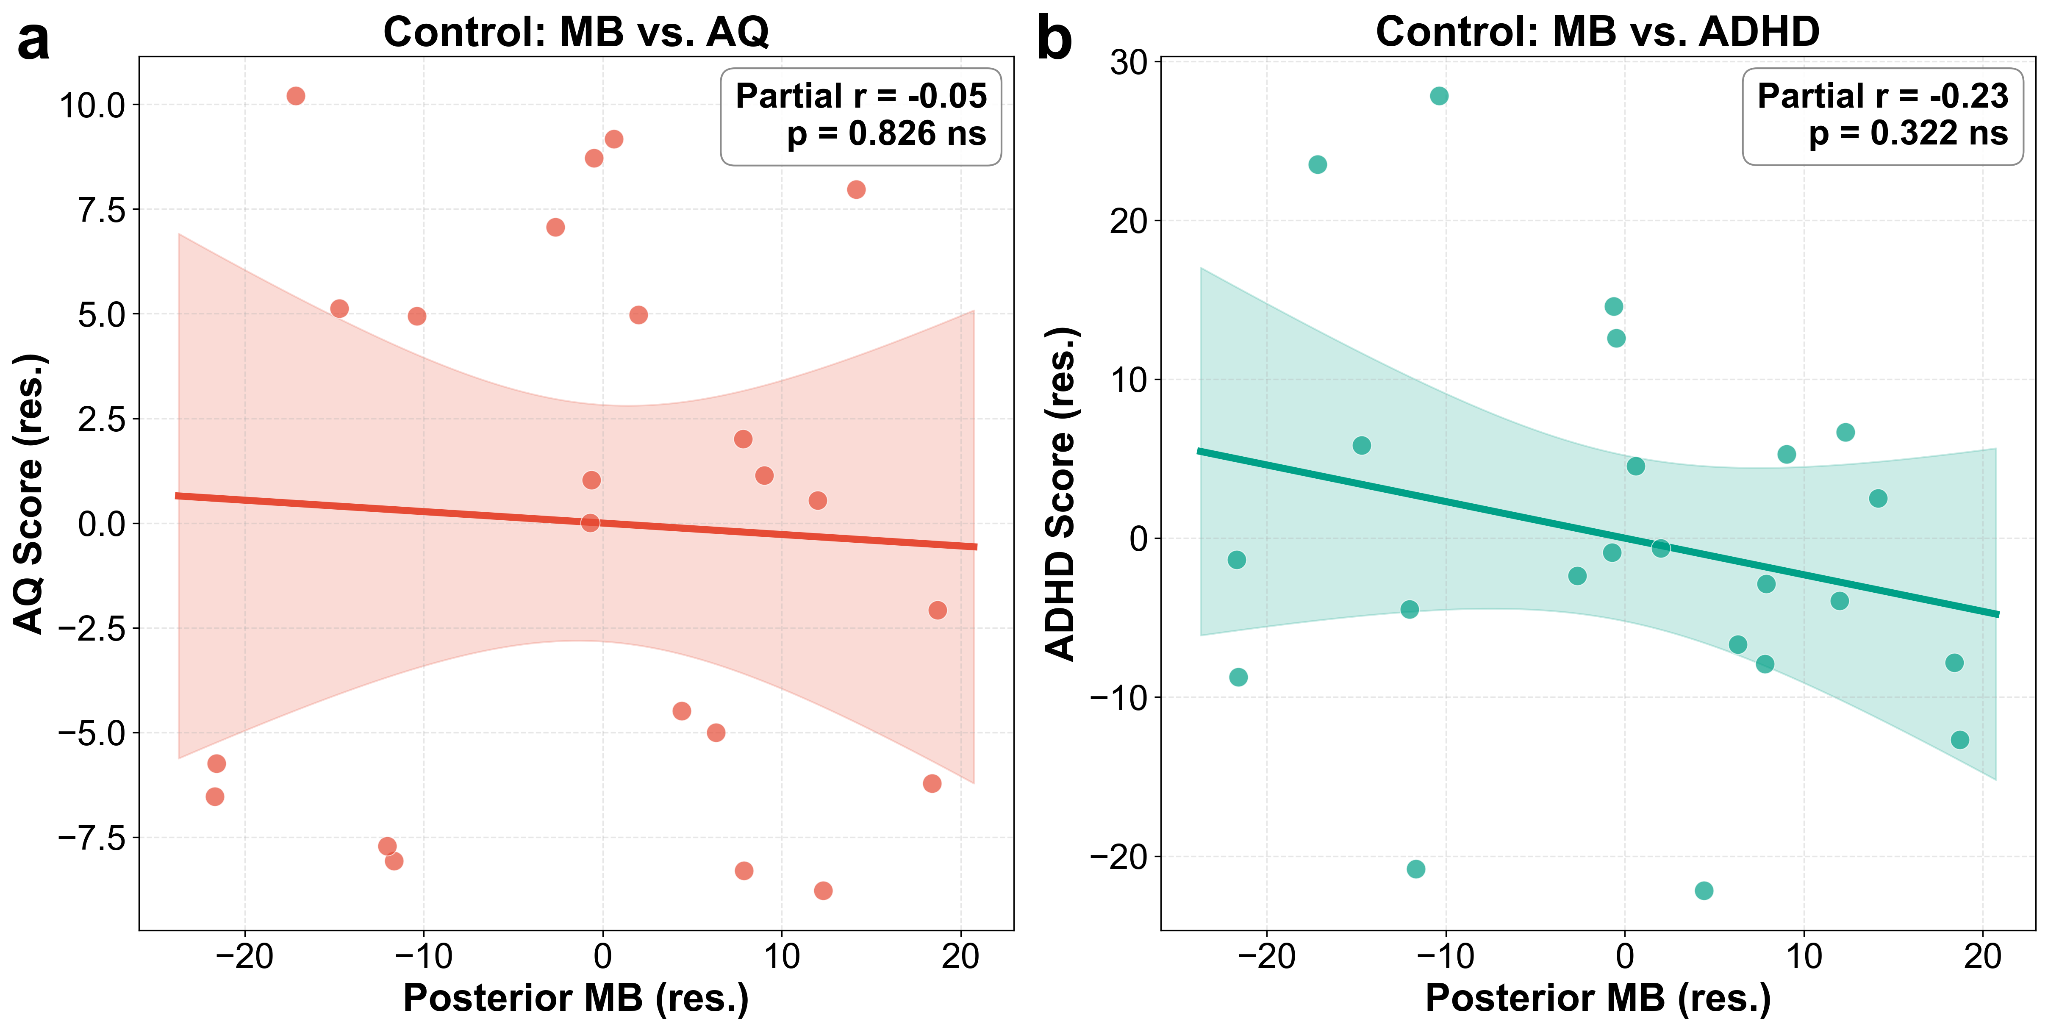 a
Control: MB vs. AQ
Partial r = -0.05
p = 0.826 ns
10.0
7.5
5.0
2.5
0.0
−2.5
−5.0
−7.5
AQ Score (res.)
−20
−10
0
10
20
Posterior MB (res.)
b
Control: MB vs. ADHD
Partial r = -0.23
p = 0.322 ns
30
20
10
0
−10
−20
ADHD Score (res.)
−20
−10
0
10
20
Posterior MB (res.)